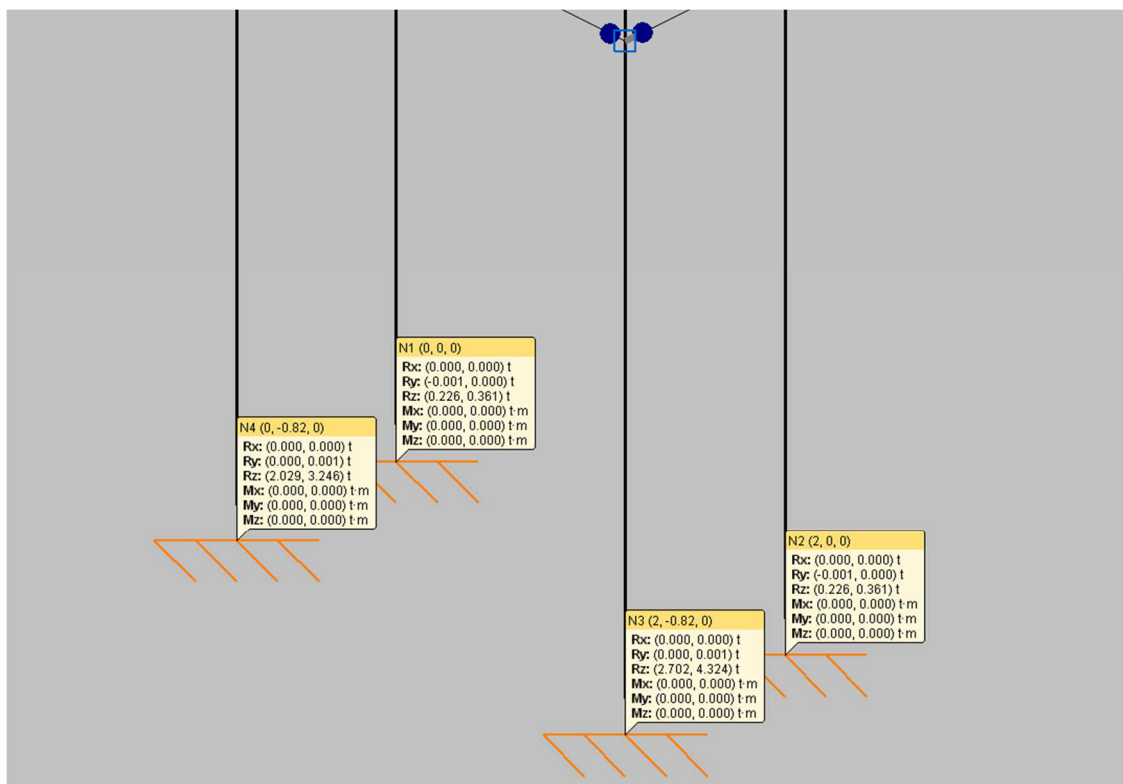 N1 (0, 0, 0)
Rx: (0.000, 0.000) t
Ry: (-0.001, 0.000) t
Rz: (0.226, 0.361) t
Mx: (0.000, 0.000) t·m
My: (0.000, 0.000) t·m
Mz: (0.000, 0.000) t·m
N4 (0, -0.82, 0)
Rx: (0.000, 0.000) t
Ry: (0.000, 0.001) t
Rz: (2.029, 3.246) t
Mx: (0.000, 0.000) t·m
My: (0.000, 0.000) t·m
Mz: (0.000, 0.000) t·m
N2 (2, 0, 0)
Rx: (0.000, 0.000) t
Ry: (-0.001, 0.000) t
Rz: (0.226, 0.361) t
Mx: (0.000, 0.000) t·m
My: (0.000, 0.000) t·m
Mz: (0.000, 0.000) t·m
N3 (2, -0.82, 0)
Rx: (0.000, 0.000) t
Ry: (0.000, 0.001) t
Rz: (2.702, 4.324) t
Mx: (0.000, 0.000) t·m
My: (0.000, 0.000) t·m
Mz: (0.000, 0.000) t·m